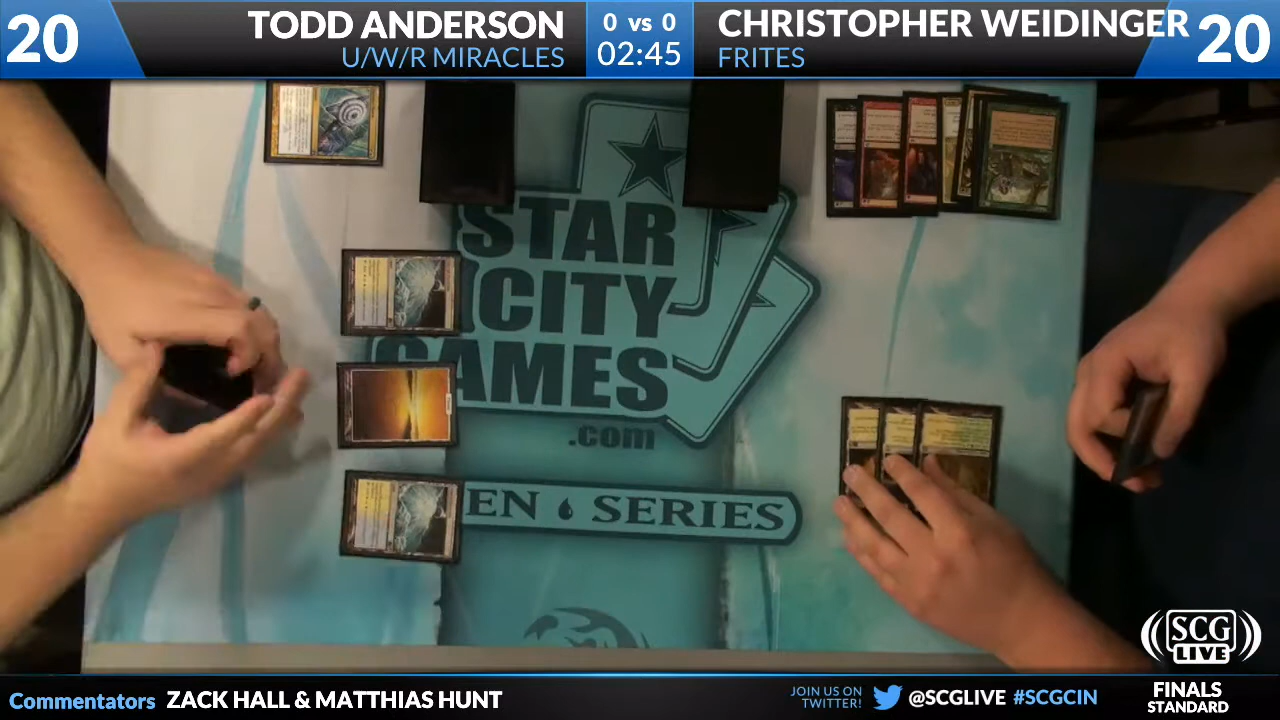 20
TODD ANDERSON
U/W/R MIRACLES
0 vs 0
02:45
CHRISTOPHER WEIDINGER
FRITES
20
STAR
CITY
GAMES
.com
EN SERIES
SCG
LIVE
Commentators ZACK HALL & MATTHIAS HUNT
JOIN US ON
TWITTER!
@SCGLIVE #SCGCIN
FINALS
STANDARD